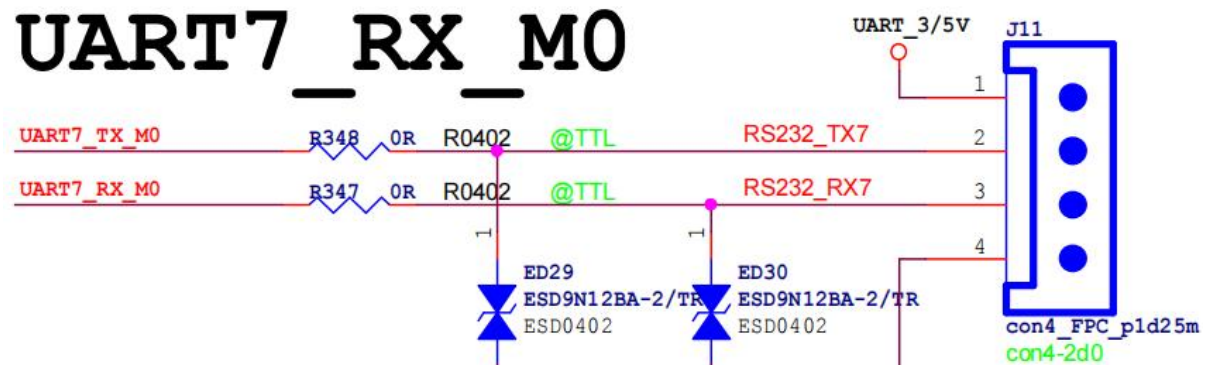 UART7_RX_M0
UART_3/5V
J11
1
UART7_TX_M0 R348 0R R0402 @TTL RS232_TX7 2
UART7_RX_M0 R347 0R R0402 @TTL RS232_RX7 3
1 1 4
ED29 ED30
ESD9N12BA-2/TR ESD9N12BA-2/TR
ESD0402 ESD0402
con4_FPC_p1d25m
con4-2d0